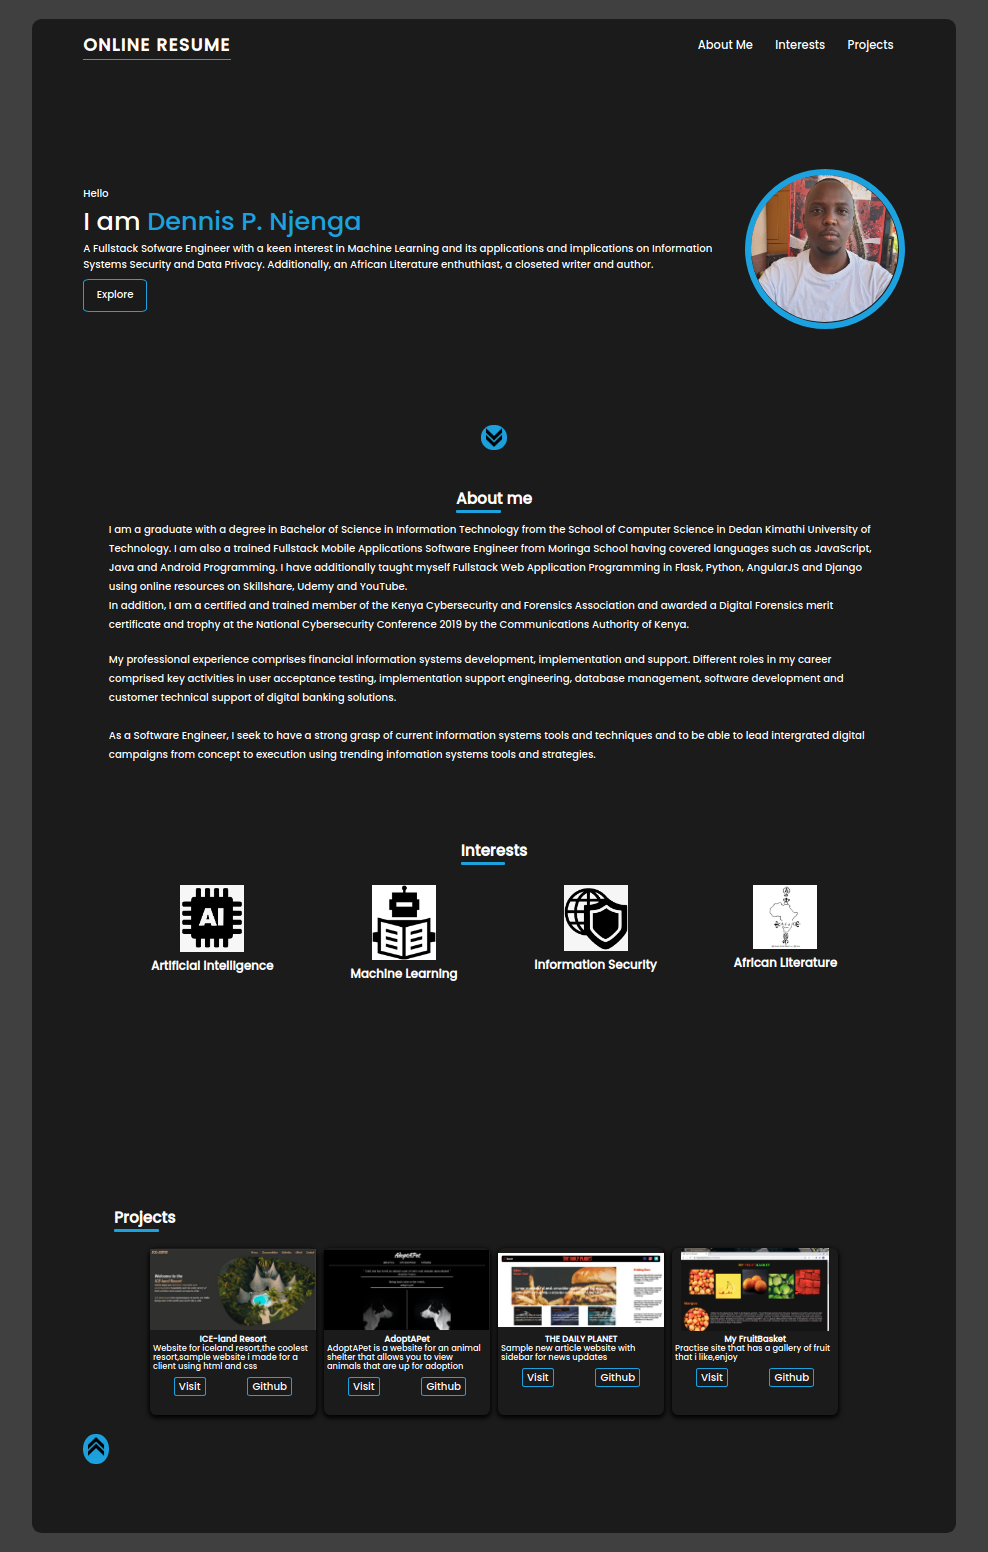 ONLINE RESUME
About Me Interests Projects
Hello
I am Dennis P. Njenga
A Fullstack Sofware Engineer with a keen interest in Machine Learning and its applications and implications on Information
Systems Security and Data Privacy. Additionally, an African Literature enthuthiast, a closeted writer and author.
Explore
About me
I am a graduate with a degree in Bachelor of Science in Information Technology from the School of Computer Science in Dedan Kimathi University of
Technology. I am also a trained Fullstack Mobile Applications Software Engineer from Moringa School having covered languages such as JavaScript,
Java and Android Programming. I have additionally taught myself Fullstack Web Application Programming in Flask, Python, AngularJS and Django
using online resources on Skillshare, Udemy and YouTube.
In addition, I am a certified and trained member of the Kenya Cybersecurity and Forensics Association and awarded a Digital Forensics merit
certificate and trophy at the National Cybersecurity Conference 2019 by the Communications Authority of Kenya.
My professional experience comprises financial information systems development, implementation and support. Different roles in my career
comprised key activities in user acceptance testing, implementation support engineering, database management, software development and
customer technical support of digital banking solutions.
As a Software Engineer, I seek to have a strong grasp of current information systems tools and techniques and to be able to lead intergrated digital
campaigns from concept to execution using trending infomation systems tools and strategies.
Interests
AI
Artificial Intelligence
Machine Learning
Information Security
African Literature
Projects
Welcome to the
ICE-land Resort
AdoptAPet
THE DAILY PLANET
MY FRUIT BASKET
ICE-land Resort
Website for iceland resort,the coolest
resort,sample website i made for a
client using html and css
Visit Github
AdoptAPet
AdoptAPet is a website for an animal
shelter that allows you to view
animals that are up for adoption
Visit Github
THE DAILY PLANET
Sample new article website with
sidebar for news updates
Visit Github
My FruitBasket
Practise site that has a gallery of fruit
that i like,enjoy
Visit Github